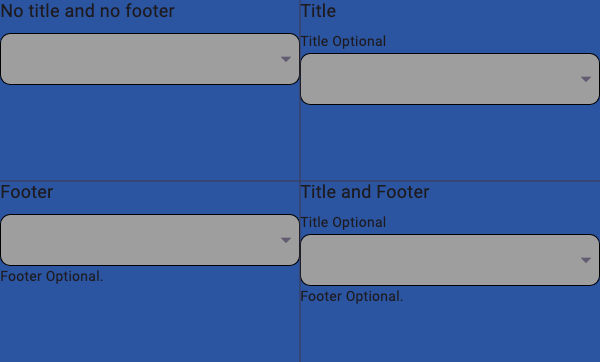 No title and no footer
Title
Title Optional
Footer
Footer Optional.
Title and Footer
Title Optional
Footer Optional.